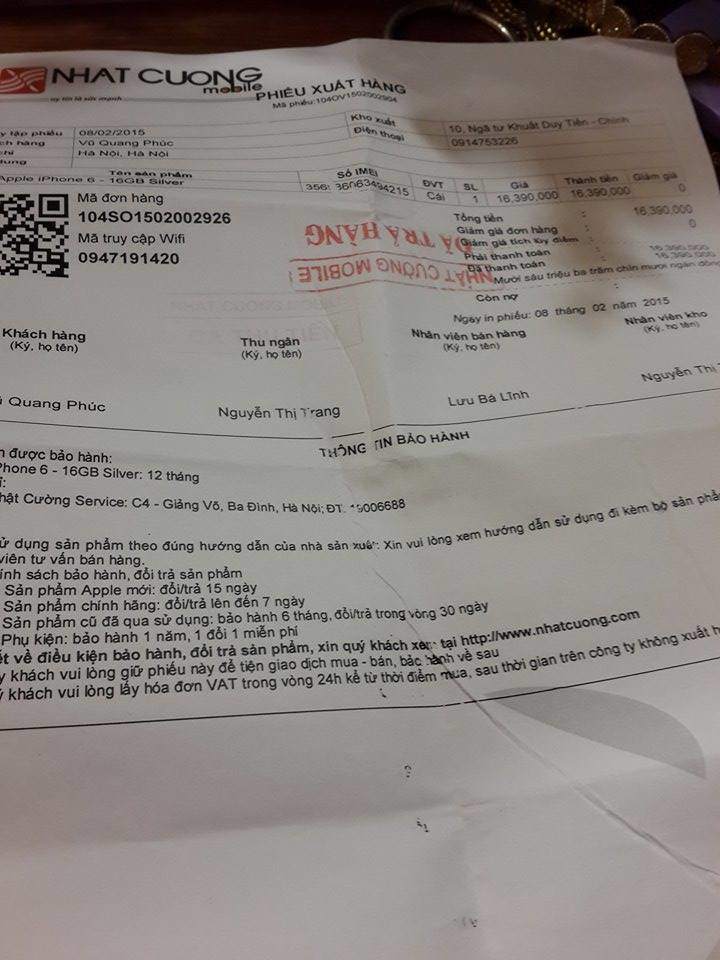 NHAT CUONG
mobile
uy tín là sức mạnh
PHIẾU XUẤT HÀNG
Mã phiếu:104OV1502002904
y lập phiếu 08/02/2015
ch hàng Vũ Quang Phúc
chỉ Hà Nội, Hà Nội
dung
Kho xuất 10, Ngã tư Khuất Duy Tiến - Chính
Điện thoại 0914753226
Tên sản phẩm Số IMEI ĐVT SL Giá Thành tiền Giảm giá
Apple iPhone 6 - 16GB Silver Cái 1 16,390,000 16,390,000 0
Mã đơn hàng
104SO1502002926
Mã truy cập Wifi
0947191420
Tổng tiền : 16,390,000
Giảm giá đơn hàng : 0
Giảm giá tích lũy điểm :
Phải thanh toán : 16,390,000
Đã thanh toán : 16,390,000
Mười sáu triệu ba trăm chín mươi ngàn đồng
Còn nợ :
NHẬT CƯỜNG MOBILE
ĐÃ TRẢ HÀNG
Ngày in phiếu: 08 tháng 02 năm 2015
Khách hàng
(Ký, họ tên)
Thu ngân
(Ký, họ tên)
Nhân viên bán hàng
(Ký, họ tên)
Nhân viên kho
(Ký, họ tên)
Quang Phúc
Nguyễn Thị Trang
Lưu Bá Lĩnh
Nguyễn Thị
THÔNG TIN BẢO HÀNH
n được bảo hành:
Phone 6 - 16GB Silver: 12 tháng
hật Cường Service: C4 - Giảng Võ, Ba Đình, Hà Nội; ĐT: 19006688
ử dụng sản phẩm theo đúng hướng dẫn của nhà sản xuất: Xin vui lòng xem hướng dẫn sử dụng đi kèm bộ sản phẩm
viên tư vấn bán hàng.
ính sách bảo hành, đổi trả sản phẩm
Sản phẩm Apple mới: đổi/trả 15 ngày
Sản phẩm chính hãng: đổi/trả lên đến 7 ngày
Sản phẩm cũ đã qua sử dụng: bảo hành 6 tháng, đổi/trả trong vòng 30 ngày
Phụ kiện: bảo hành 1 năm, 1 đổi 1 miễn phí
ết về điều kiện bảo hành, đổi trả sản phẩm, xin quý khách xem tại http://www.nhatcuong.com
ý khách vui lòng giữ phiếu này để tiện giao dịch mua - bán, bảo hành về sau
ý khách vui lòng lấy hóa đơn VAT trong vòng 24h kể từ thời điểm mua, sau thời gian trên công ty không xuất h